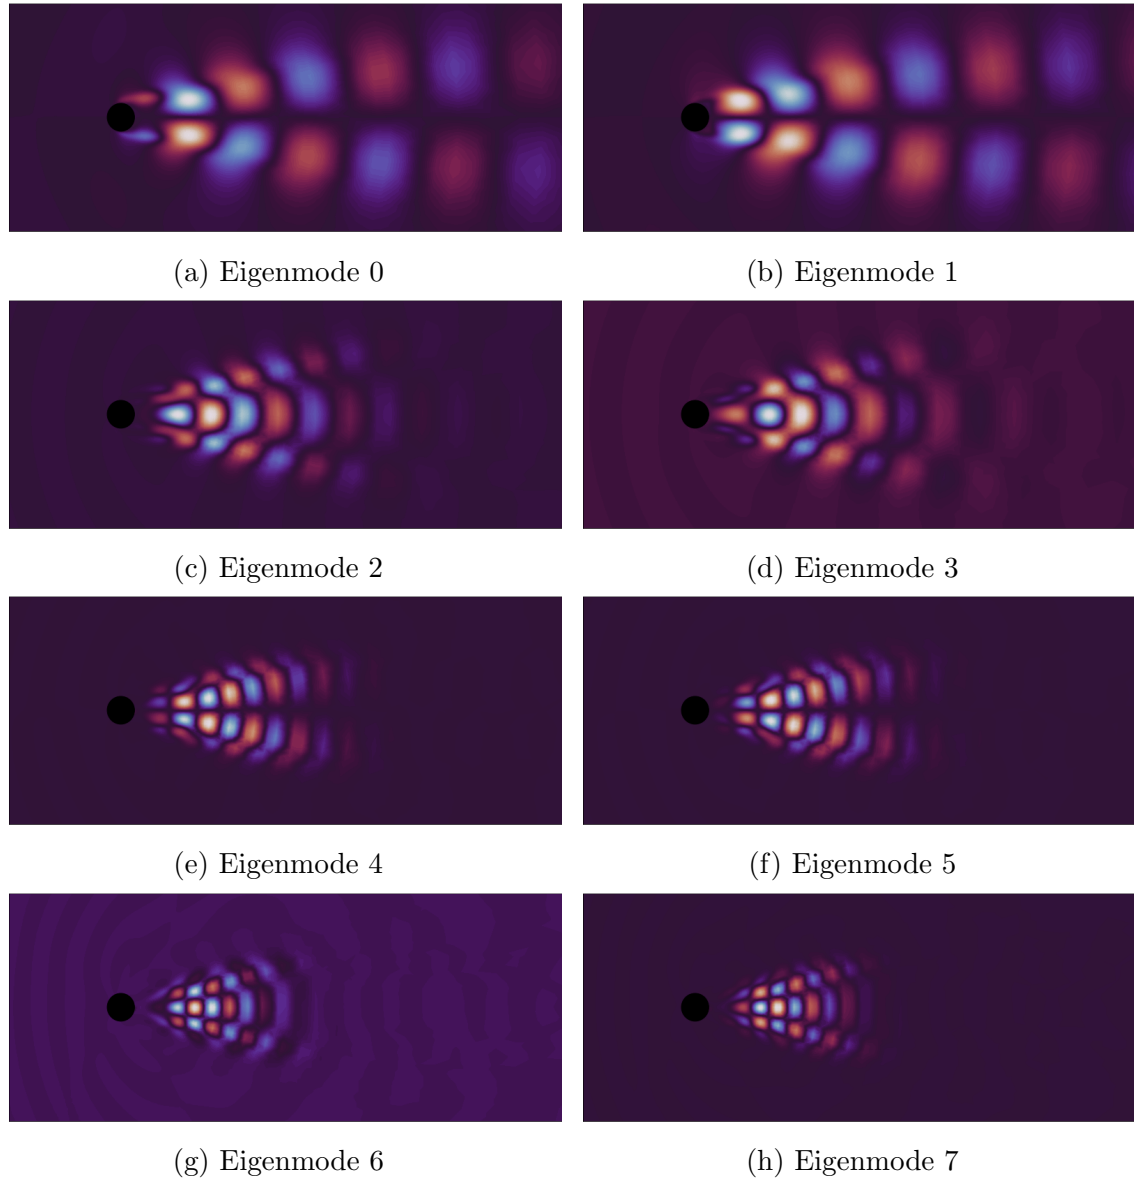 (a) Eigenmode 0
(b) Eigenmode 1
(c) Eigenmode 2
(d) Eigenmode 3
(e) Eigenmode 4
(f) Eigenmode 5
(g) Eigenmode 6
(h) Eigenmode 7